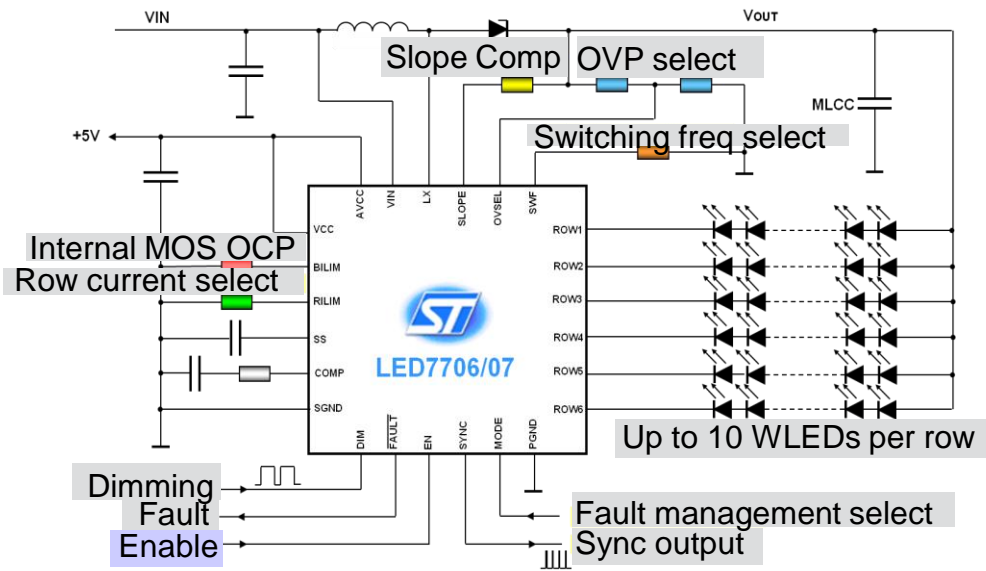 VIN
VOUT
Slope Comp
OVP select
MLCC
+5V
Switching freq select
AVCC
VIN
LX
SLOPE
OVSEL
SWF
VCC
ROW1
Internal MOS OCP
BILIM
ROW2
Row current select
RILIM
ROW3
ST
SS
ROW4
LED7706/07
COMP
ROW5
SGND
ROW6
DIM
FAULT
EN
SYNC
MODE
PGND
Up to 10 WLEDs per row
Dimming
Fault
Fault management select
Enable
Sync output